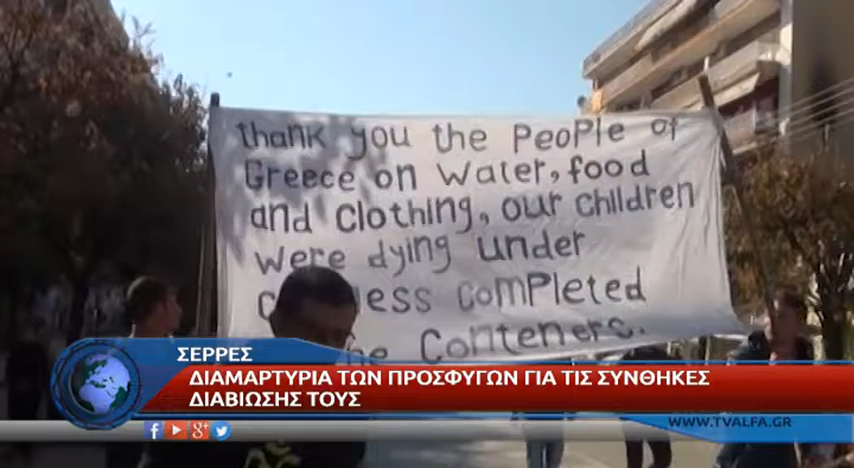 thank you the People of
Greece on Water, food
and clothing, our children
were dying under
Completed
Conteners.
ΣΕΡΡΕΣ
ΔΙΑΜΑΡΤΥΡΙΑ ΤΩΝ ΠΡΟΣΦΥΓΩΝ ΓΙΑ ΤΙΣ ΣΥΝΘΗΚΕΣ
ΔΙΑΒΙΩΣΗΣ ΤΟΥΣ
WWW.TVALFA.GR